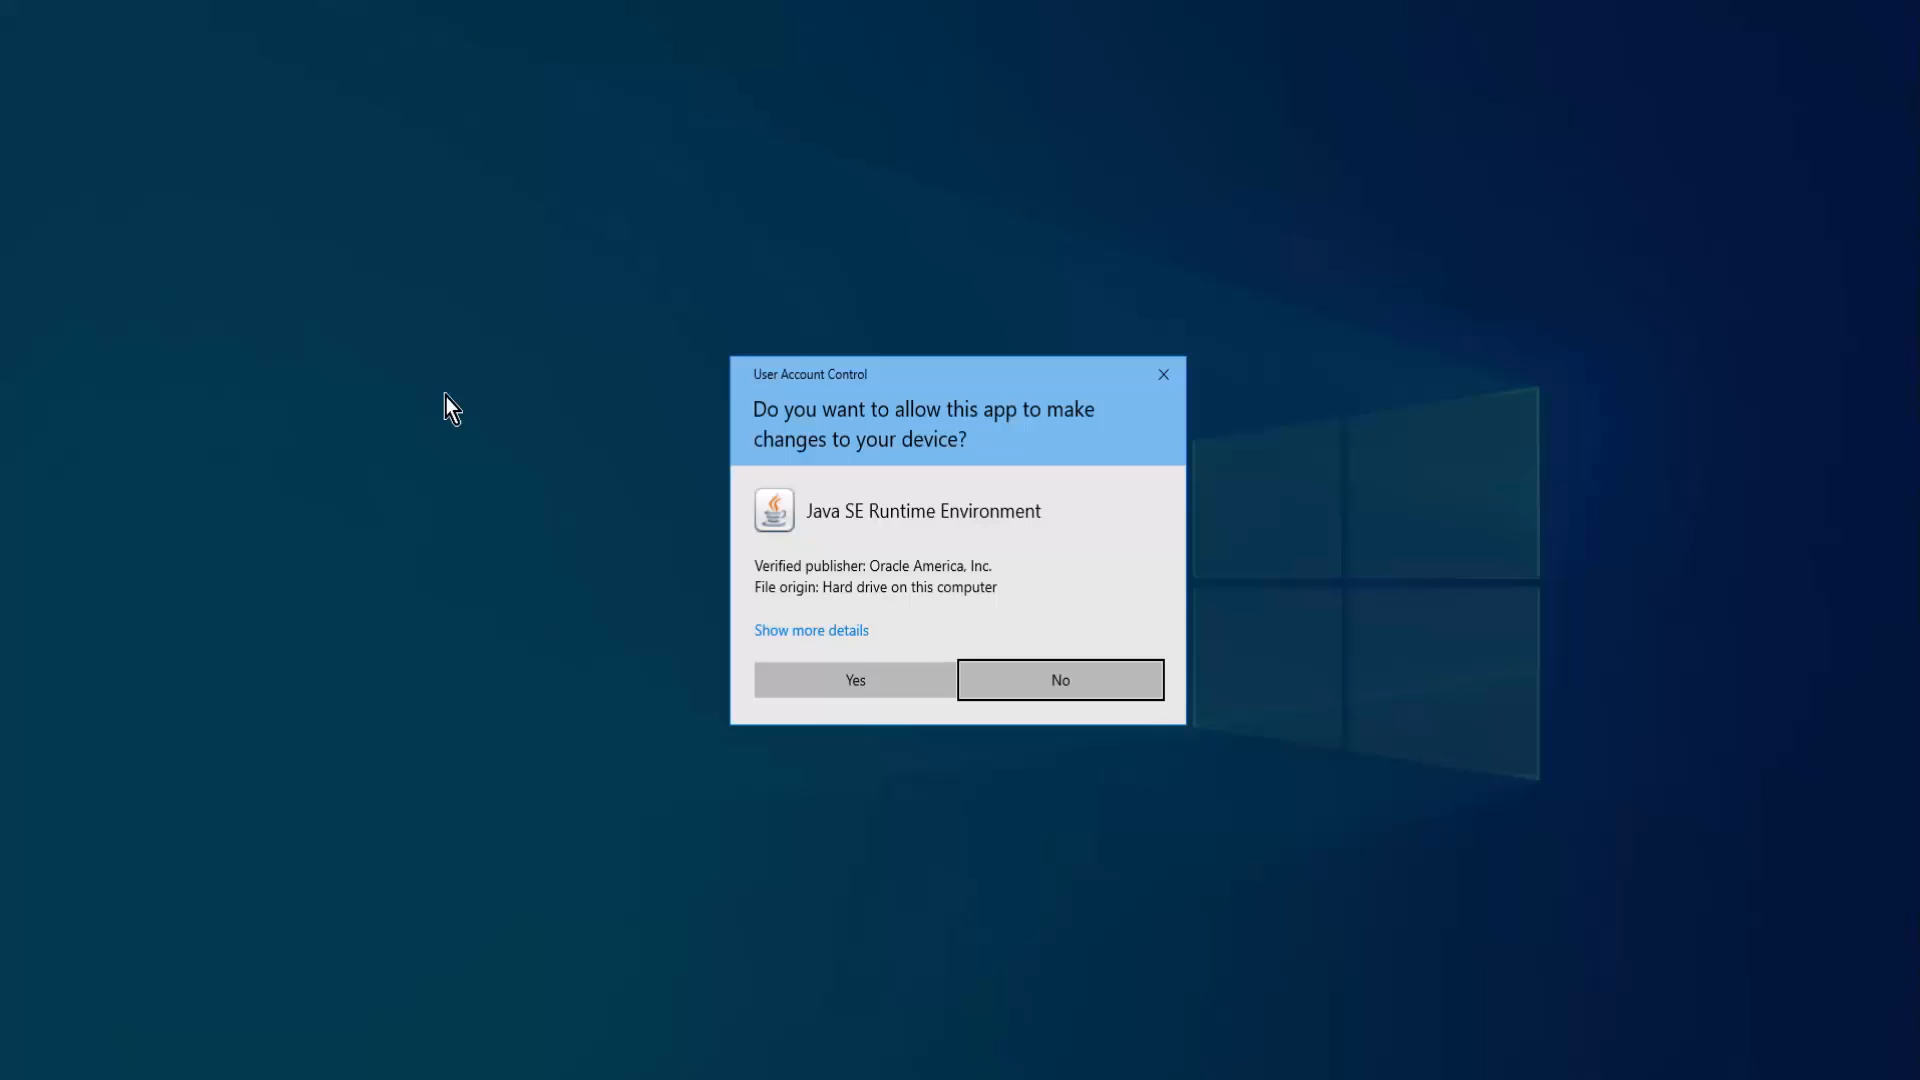 User Account Control
Do you want to allow this app to make
changes to your device?
Java SE Runtime Environment
Verified publisher: Oracle America, Inc.
File origin: Hard drive on this computer
Show more details
Yes
No